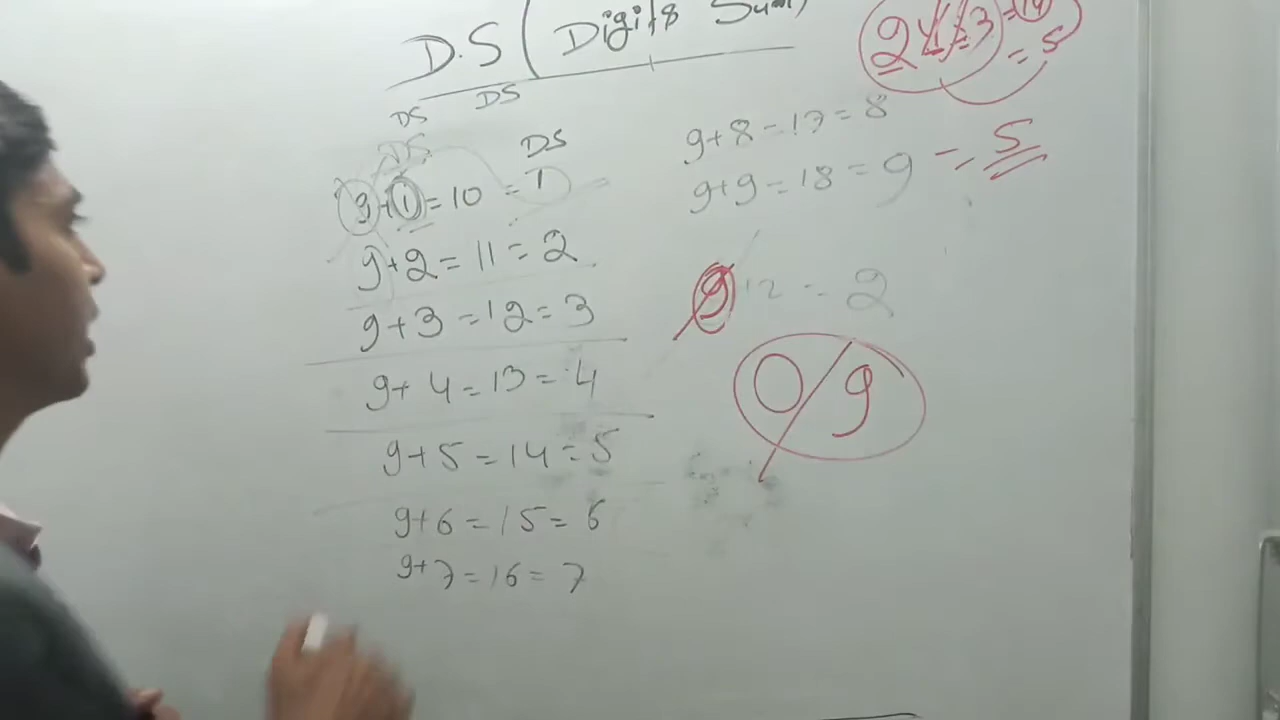 D.S ( Digits Sum)
DS DS
DS
DS
9+1=10=1
9+2=11=2
9+3=12=3
9+4=13=4
9+5=14=5
9+6=15=6
9+7=16=7
= 5
9+8=17=8
9+9=18=9 = 5
9 12 = 2
0/9